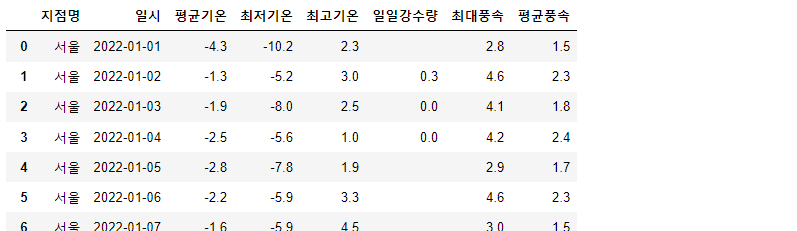 지점명 일시 평균기온 최저기온 최고기온 일일강수량 최대풍속 평균풍속
0 서울 2022-01-01 -4.3 -10.2 2.3 2.8 1.5
1 서울 2022-01-02 -1.3 -5.2 3.0 0.3 4.6 2.3
2 서울 2022-01-03 -1.9 -8.0 2.5 0.0 4.1 1.8
3 서울 2022-01-04 -2.5 -5.6 1.0 0.0 4.2 2.4
4 서울 2022-01-05 -2.8 -7.8 1.9 2.9 1.7
5 서울 2022-01-06 -2.2 -5.9 3.3 4.6 2.3
6 서울 2022-01-07 -1.6 -5.9 4.5 3.0 1.5